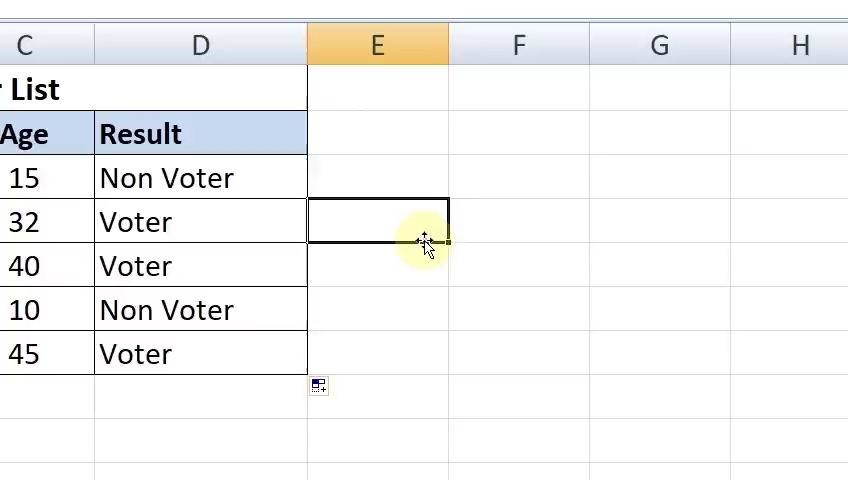 C D E F G H
List
Age Result
15 Non Voter
32 Voter
40 Voter
10 Non Voter
45 Voter